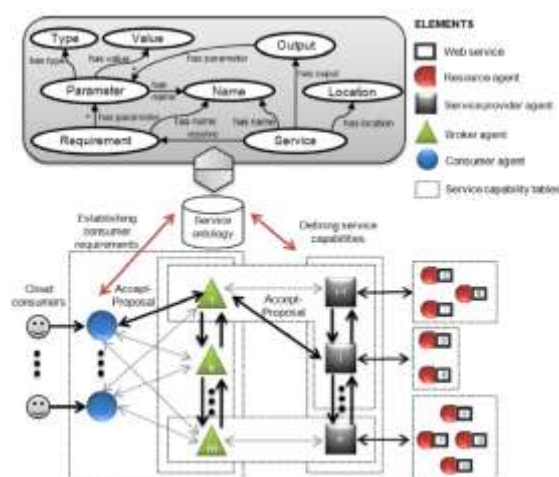 ELEMENTS
Web service
Resource agent
Service provider agent
Broker agent
Consumer agent
Service capability tables
Type
Value
Output
has type
has value
has parameter
Parameter
has
name
Name
Location
has parameter
has name
has name
has location
Requirement
Service
Service
ontology
Establishing
consumer
requirements
Defining service
capabilities
Cloud
consumers
Accept-
Proposal
Accept-
Proposal